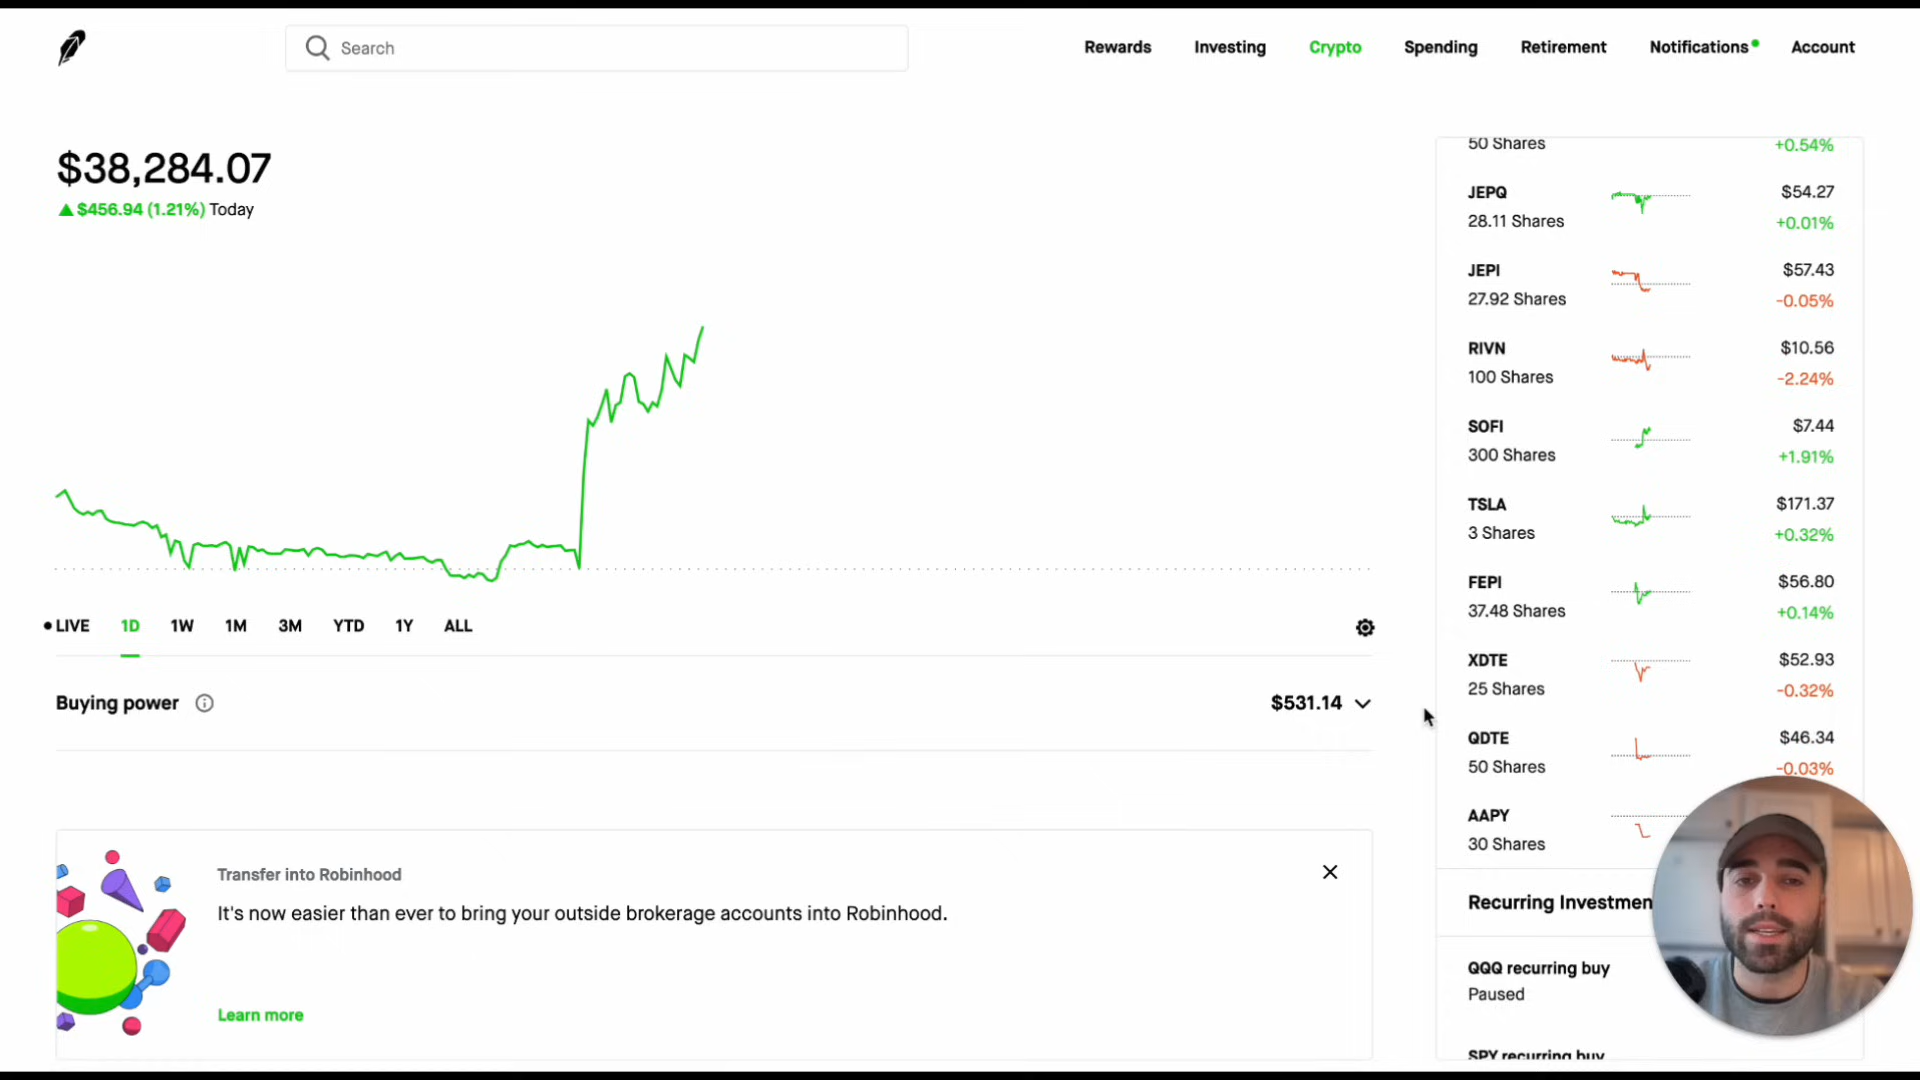 Search
Rewards
Investing
Crypto
Spending
Retirement
Notifications
Account
$38,284.07
$456.94 (1.21%) Today
LIVE
1D
1W
1M
3M
YTD
1Y
ALL
Buying power
$531.14
Transfer into Robinhood
It's now easier than ever to bring your outside brokerage accounts into Robinhood.
Learn more
50 Shares
+0.54%
JEPQ
$54.27
28.11 Shares
+0.01%
JEPI
$57.43
27.92 Shares
-0.05%
RIVN
$10.56
100 Shares
-2.24%
SOFI
$7.44
300 Shares
+1.91%
TSLA
$171.37
3 Shares
+0.32%
FEPI
$56.80
37.48 Shares
+0.14%
XDTE
$52.93
25 Shares
-0.32%
QDTE
$46.34
50 Shares
-0.03%
AAPY
30 Shares
Recurring Investmen
QQQ recurring buy
Paused
SPY recurring buy